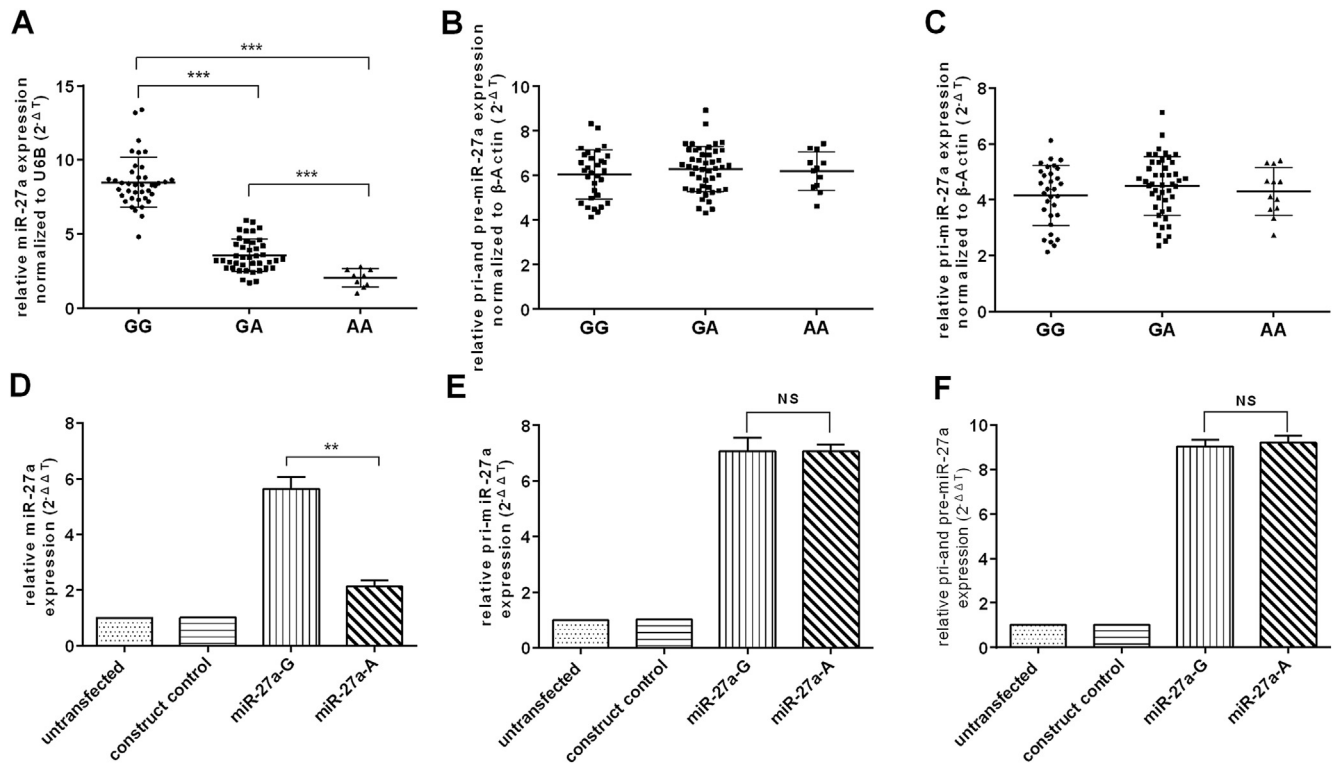 A
relative miR-27a expression
normalized to U6B (2-ΔT)
15
10
5
0
***
***
***
GG
GA
AA
B
relative pri-and pre-miR-27a expression
normalized to β-Actin (2-ΔT)
10
8
6
4
2
0
GG
GA
AA
C
relative pri-miR-27a expression
normalized to β-Actin (2-ΔT)
8
6
4
2
0
GG
GA
AA
D
relative miR-27a
expression (2-ΔΔT)
8
6
4
2
0
**
untransfected
construct control
miR-27a-G
miR-27a-A
E
relative pri-miR-27a
expression (2-ΔΔT)
8
6
4
2
0
NS
untransfected
construct control
miR-27a-G
miR-27a-A
F
relative pri-and pre-miR-27a
expression (2-ΔΔT)
10
8
6
4
2
0
NS
untransfected
construct control
miR-27a-G
miR-27a-A